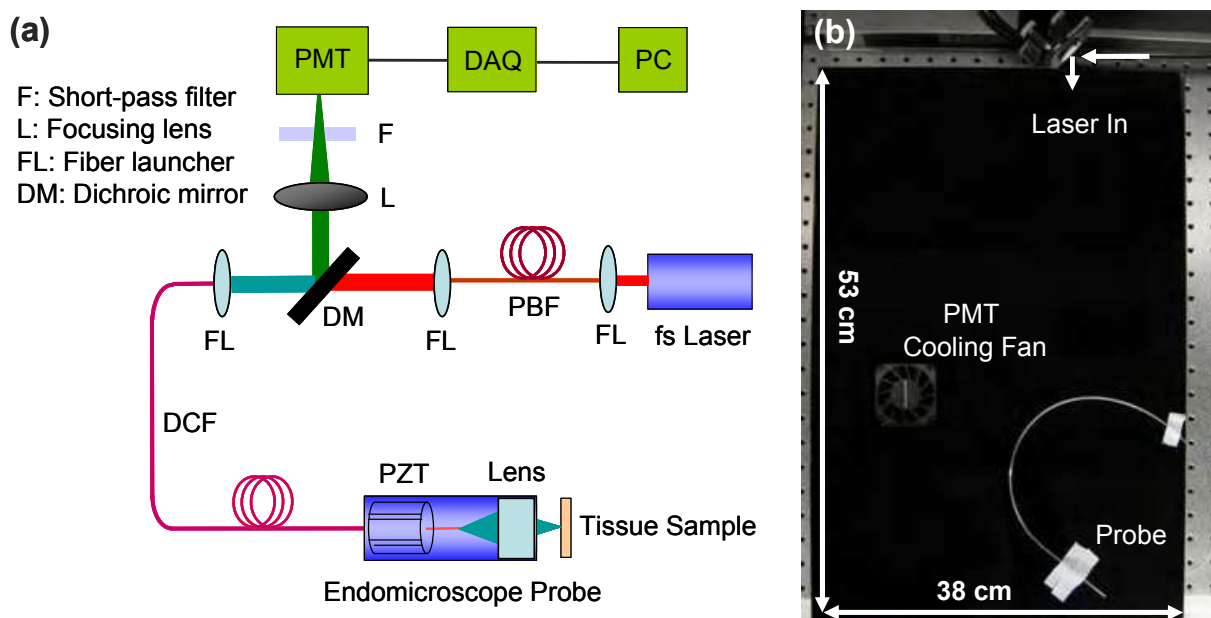 (a)
PMT
DAQ
PC
F: Short-pass filter
L: Focusing lens
FL: Fiber launcher
DM: Dichroic mirror
F
L
FL
DM
FL
PBF
FL
fs Laser
DCF
PZT
Lens
Tissue Sample
Endomicroscope Probe
(b)
Laser In
53 cm
PMT
Cooling Fan
Probe
38 cm